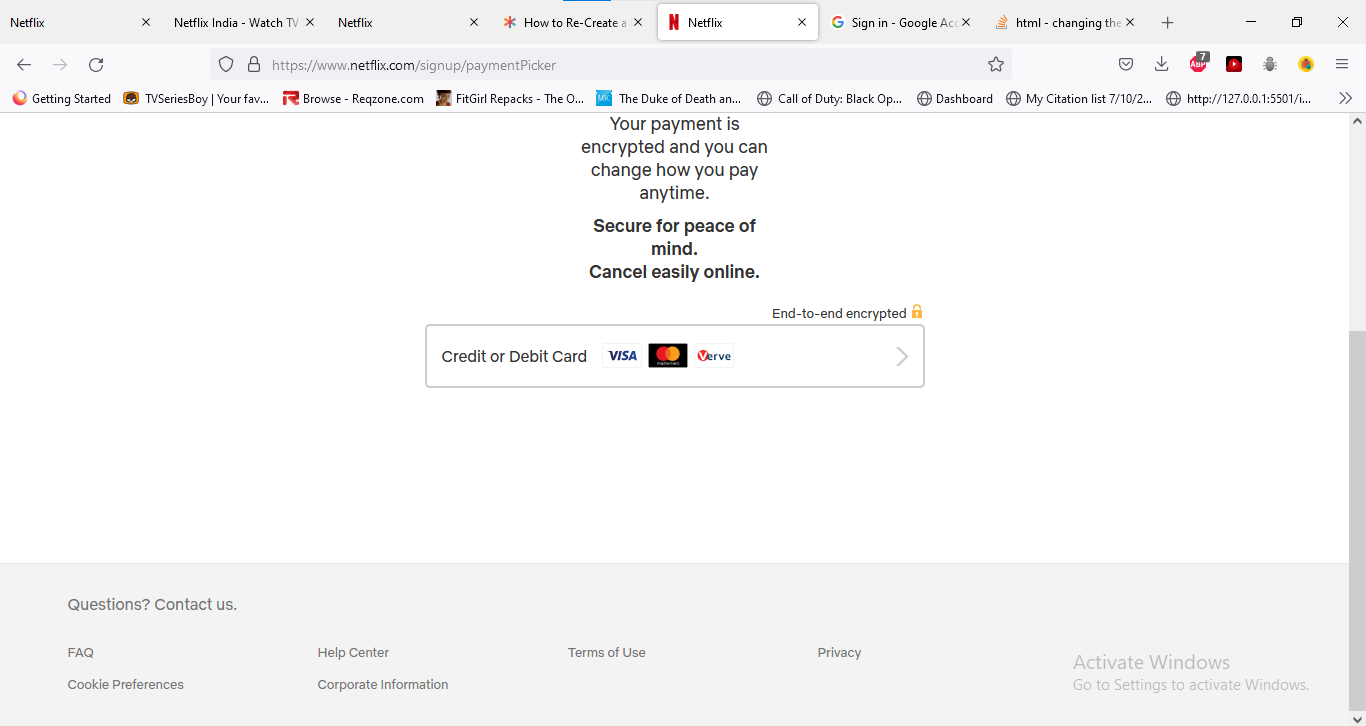 Netflix
Netflix India - Watch TV
Netflix
How to Re-Create a
Netflix
Sign in - Google Acc
html - changing the
https://www.netflix.com/signup/paymentPicker
ABP
7
Getting Started
TVSeriesBoy | Your fav...
Browse - Reqzone.com
FitGirl Repacks - The O...
MK
The Duke of Death an...
Call of Duty: Black Op...
Dashboard
My Citation list 7/10/2...
http://127.0.0.1:5501/i...
Your payment is
encrypted and you can
change how you pay
anytime.
Secure for peace of
mind.
Cancel easily online.
End-to-end encrypted
Credit or Debit Card
VISA
mastercard
Verve
Questions? Contact us.
FAQ
Help Center
Terms of Use
Privacy
Cookie Preferences
Corporate Information
Activate Windows
Go to Settings to activate Windows.